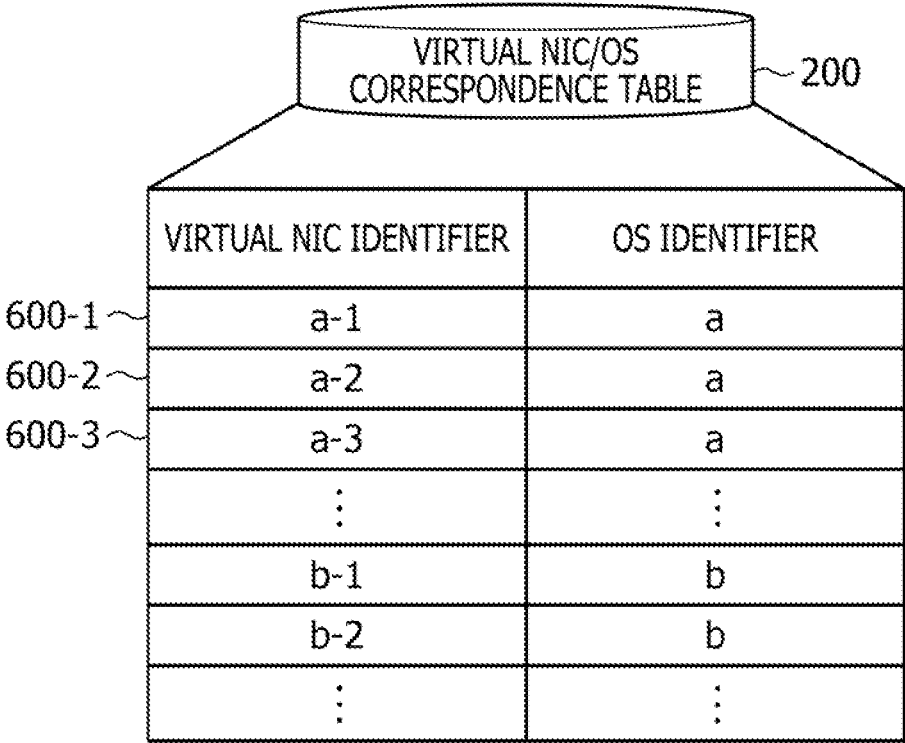 VIRTUAL NIC/OS
CORRESPONDENCE TABLE
200
VIRTUAL NIC IDENTIFIER OS IDENTIFIER
600-1 a-1 a
600-2 a-2 a
600-3 a-3 a
⋮ ⋮
b-1 b
b-2 b
⋮ ⋮